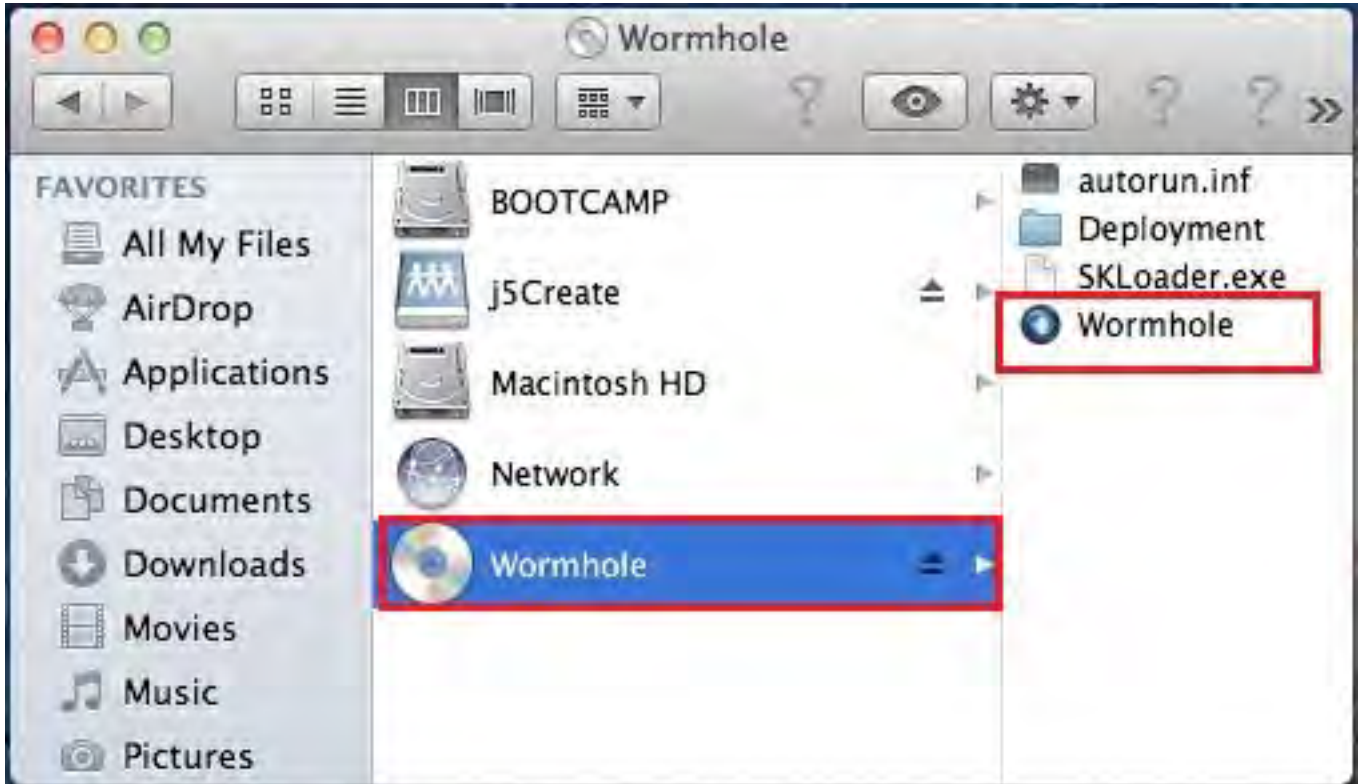 Wormhole
FAVORITES
All My Files
AirDrop
Applications
Desktop
Documents
Downloads
Movies
Music
Pictures
BOOTCAMP
j5Create
Macintosh HD
Network
Wormhole
autorun.inf
Deployment
SKLoader.exe
Wormhole